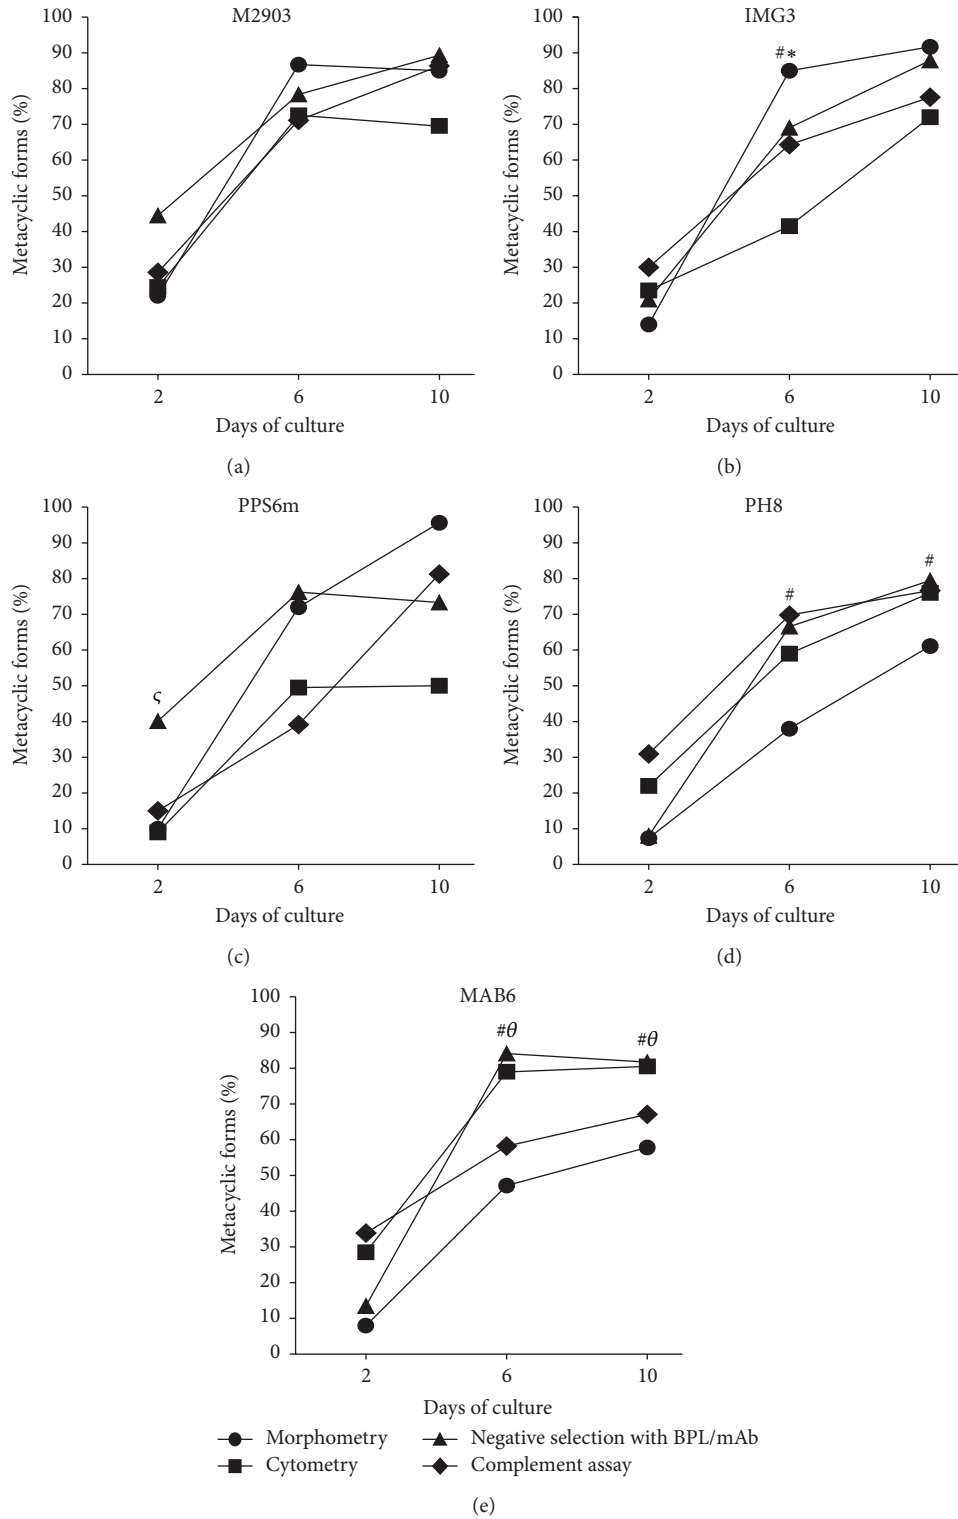 M2903
100
90
80
70
60
50
40
30
20
10
0
Metacyclic forms (%)
2 6 10
Days of culture
(a)
IMG3
#*
100
90
80
70
60
50
40
30
20
10
0
Metacyclic forms (%)
2 6 10
Days of culture
(b)
PPS6m
ς
100
90
80
70
60
50
40
30
20
10
0
Metacyclic forms (%)
2 6 10
Days of culture
(c)
PH8
#
#
100
90
80
70
60
50
40
30
20
10
0
Metacyclic forms (%)
2 6 10
Days of culture
(d)
MAB6
#θ
#θ
100
90
80
70
60
50
40
30
20
10
0
Metacyclic forms (%)
2 6 10
Days of culture
Morphometry
Cytometry
Negative selection with BPL/mAb
Complement assay
(e)